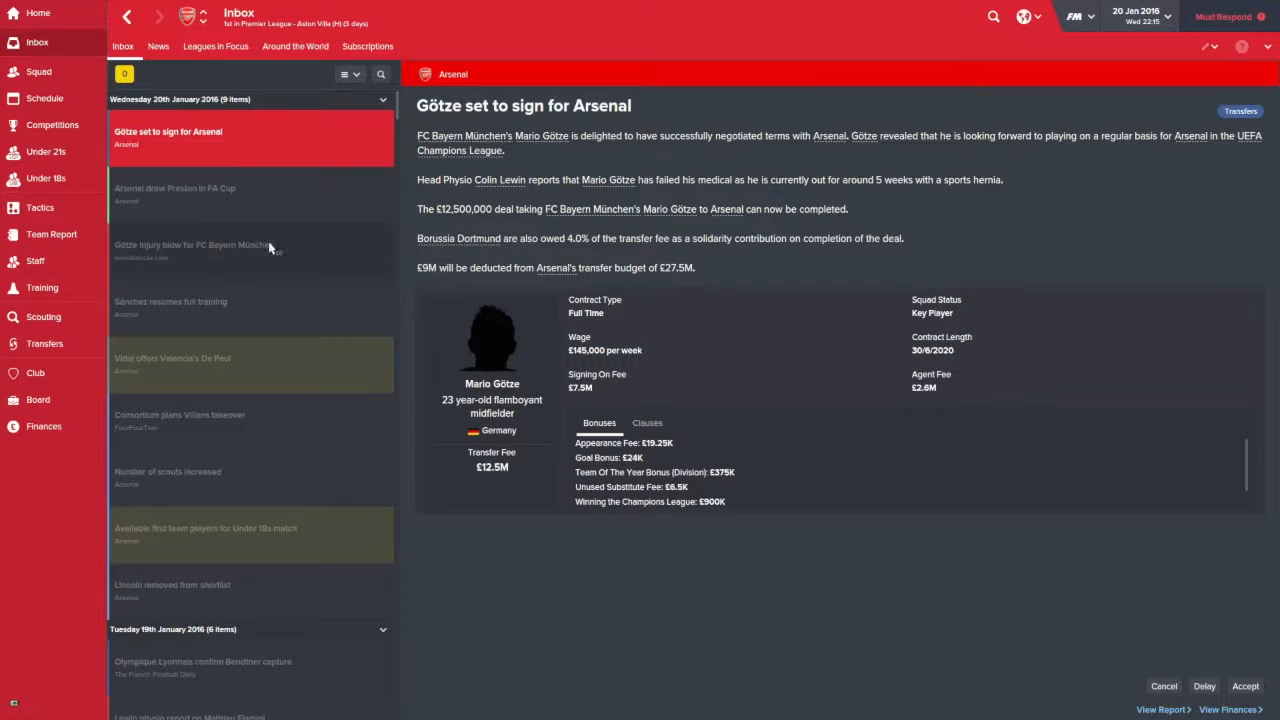 Home
Inbox
1st in Premier League - Aston Villa (H) (3 days)
FM
20 Jan 2016
Wed 22:15
Must Respond
Inbox
Squad
Schedule
Competitions
Under 21s
Under 18s
Tactics
Team Report
Staff
Training
Scouting
Transfers
Club
Board
Finances
Inbox News Leagues in Focus Around the World Subscriptions
0
Wednesday 20th January 2016 (9 items)
Götze set to sign for Arsenal
Arsenal
Arsenal draw Preston in FA Cup
Arsenal
Götze injury blow for FC Bayern München
Sánchez resumes full training
Arsenal
Vidal offers Valencia's De Paul
Arsenal
Consortium plans Villans takeover
FourFourTwo
Number of scouts increased
Arsenal
Available first team players for Under 18s match
Arsenal
Lincoln removed from shortlist
Arsenal
Tuesday 19th January 2016 (6 items)
Olympique Lyonnais confirm Bendtner capture
The French Football Daily
Lewin physio report on Mathieu Flamini
Arsenal
Götze set to sign for Arsenal
Transfers
FC Bayern München's Mario Götze is delighted to have successfully negotiated terms with Arsenal. Götze revealed that he is looking forward to playing on a regular basis for Arsenal in the UEFA
Champions League.
Head Physio Colin Lewin reports that Mario Götze has failed his medical as he is currently out for around 5 weeks with a sports hernia.
The £12,500,000 deal taking FC Bayern München's Mario Götze to Arsenal can now be completed.
Borussia Dortmund are also owed 4.0% of the transfer fee as a solidarity contribution on completion of the deal.
£9M will be deducted from Arsenal's transfer budget of £27.5M.
Mario Götze
23 year-old flamboyant
midfielder
Germany
Transfer Fee
£12.5M
Contract Type
Full Time
Squad Status
Key Player
Wage
£145,000 per week
Contract Length
30/6/2020
Signing On Fee
£7.5M
Agent Fee
£2.6M
Bonuses Clauses
Appearance Fee: £19.25K
Goal Bonus: £24K
Team Of The Year Bonus (Division): £375K
Unused Substitute Fee: £6.5K
Winning the Champions League: £900K
Cancel Delay Accept
View Report> View Finances>